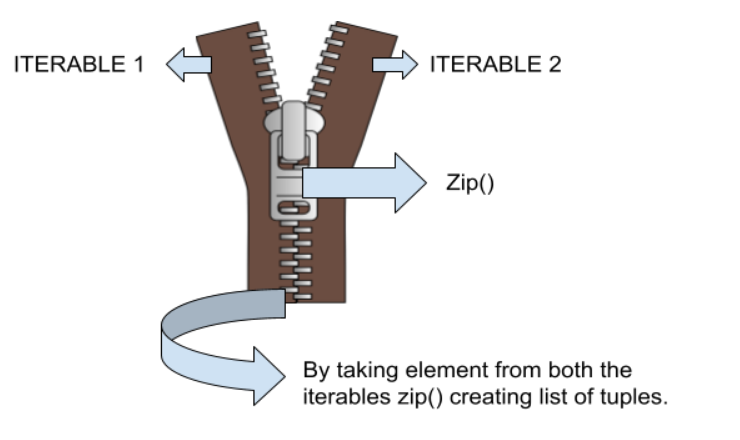 ITERABLE 1
ITERABLE 2
Zip()
By taking element from both the
iterables zip() creating list of tuples.